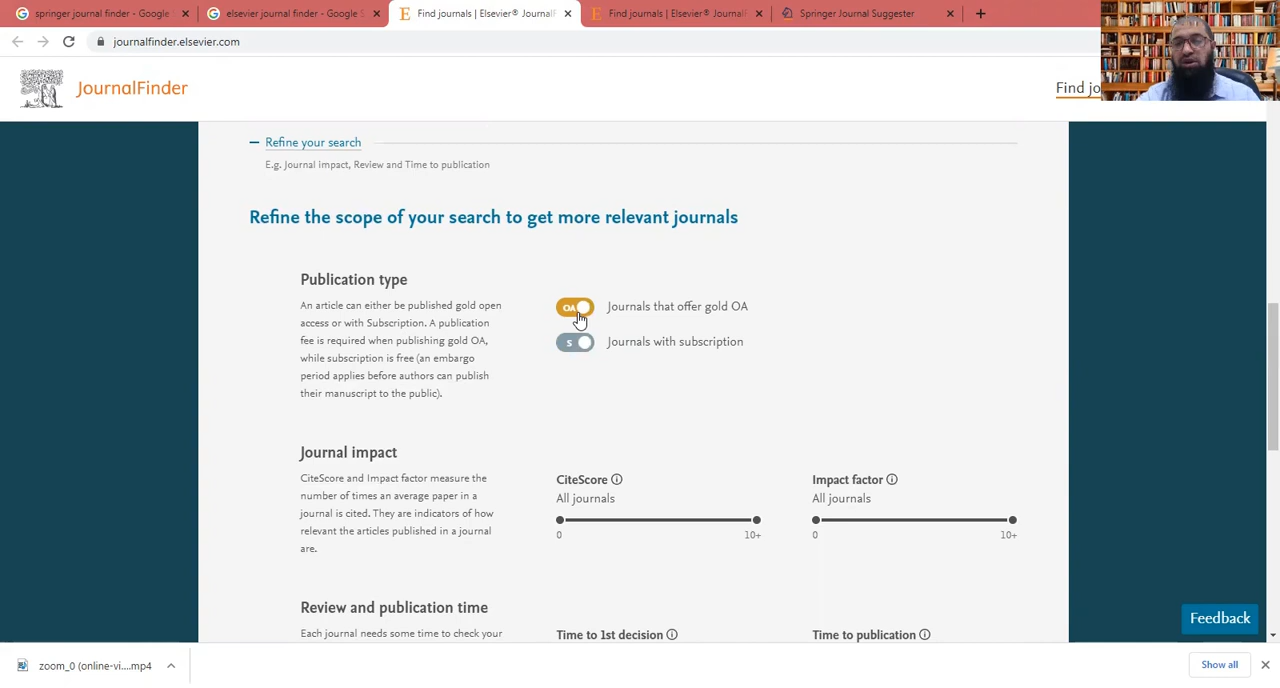 springer journal finder - Google
elsevier journal finder - Google S
Find journals | Elsevier® Journal
Find journals | Elsevier® Journal
Springer Journal Suggester
journalfinder.elsevier.com
JournalFinder
Find jo
Refine your search
E.g. Journal impact, Review and Time to publication
Refine the scope of your search to get more relevant journals
Publication type
An article can either be published gold open
access or with Subscription. A publication
fee is required when publishing gold OA,
while subscription is free (an embargo
period applies before authors can publish
their manuscript to the public).
OA
Journals that offer gold OA
S
Journals with subscription
Journal impact
CiteScore and Impact factor measure the
number of times an average paper in a
journal is cited. They are indicators of how
relevant the articles published in a journal
are.
CiteScore
All journals
0 10+
Impact factor
All journals
0 10+
Review and publication time
Each journal needs some time to check your
Time to 1st decision
Time to publication
Feedback
zoom_0 (online-vi....mp4
Show all